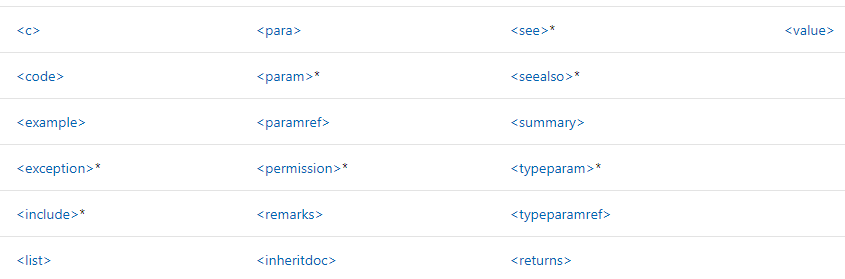 <c> <para> <see>* <value>
<code> <param>* <seealso>*
<example> <paramref> <summary>
<exception>* <permission>* <typeparam>*
<include>* <remarks> <typeparamref>
<list> <inheritdoc> <returns>